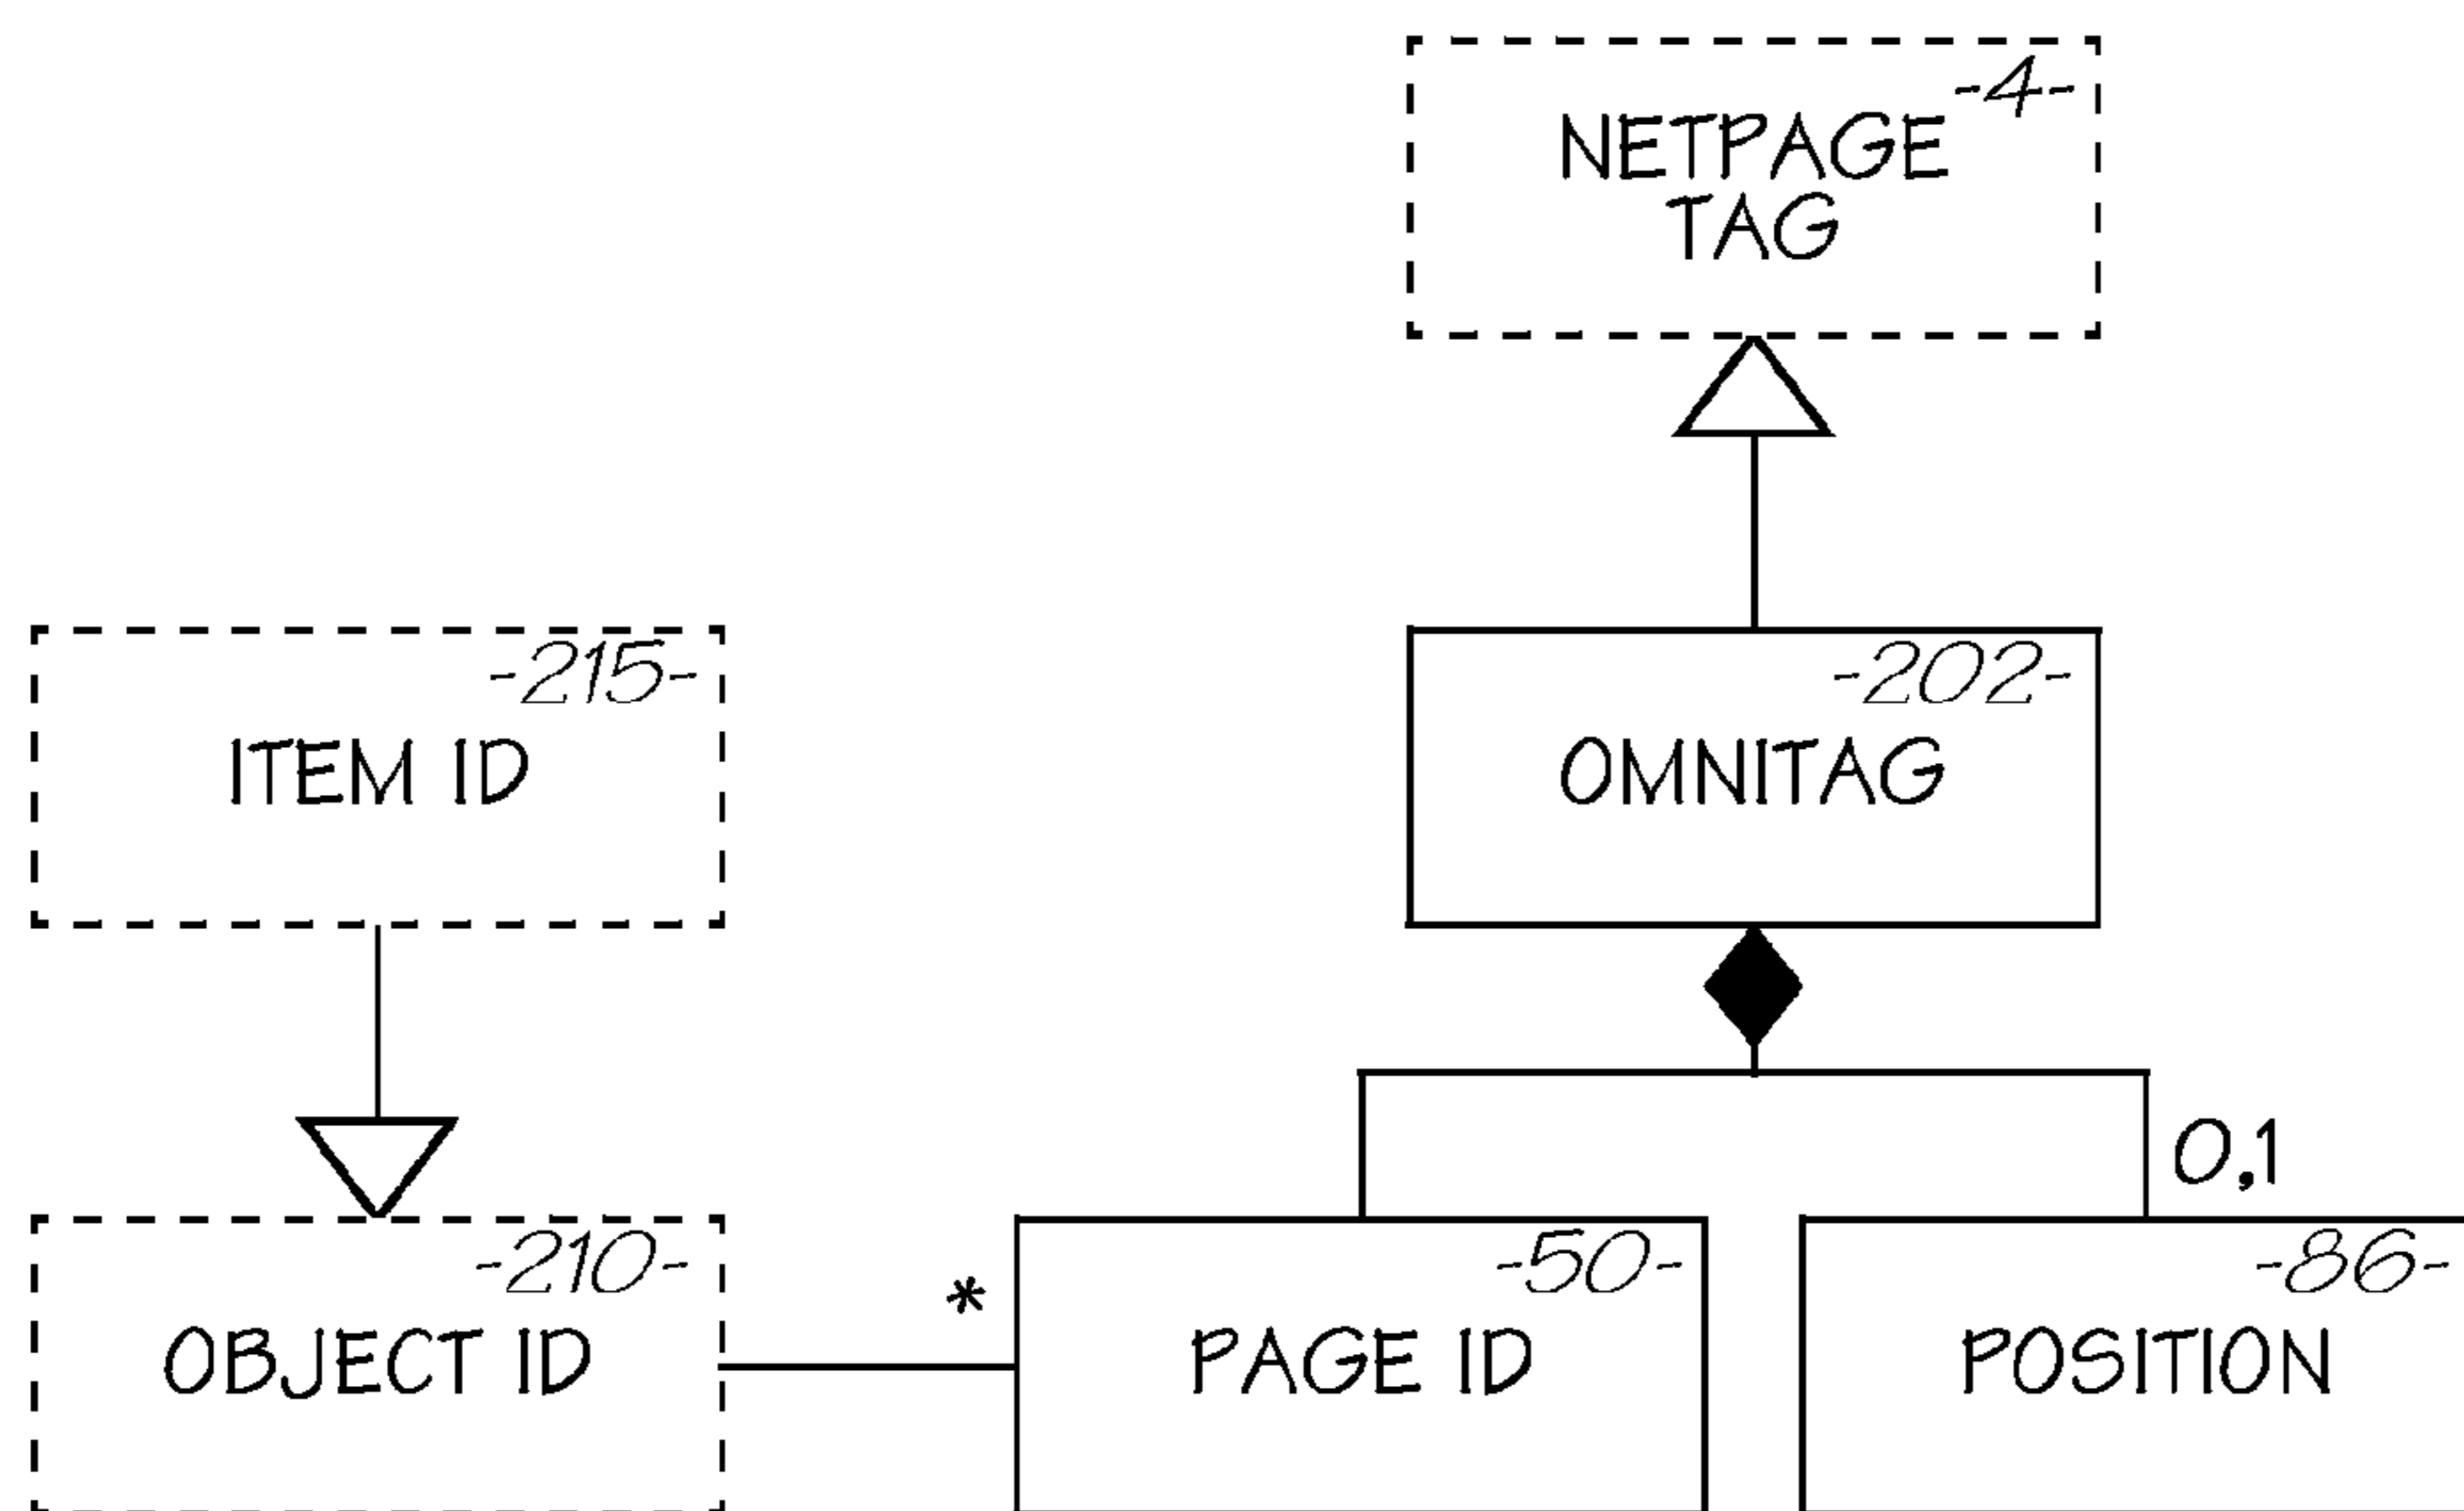 -4-
NETPAGE
TAG
-215-
ITEM ID
-202-
OMNITAG
0,1
-210-
OBJECT ID
*
-50-
PAGE ID
-86-
POSITION